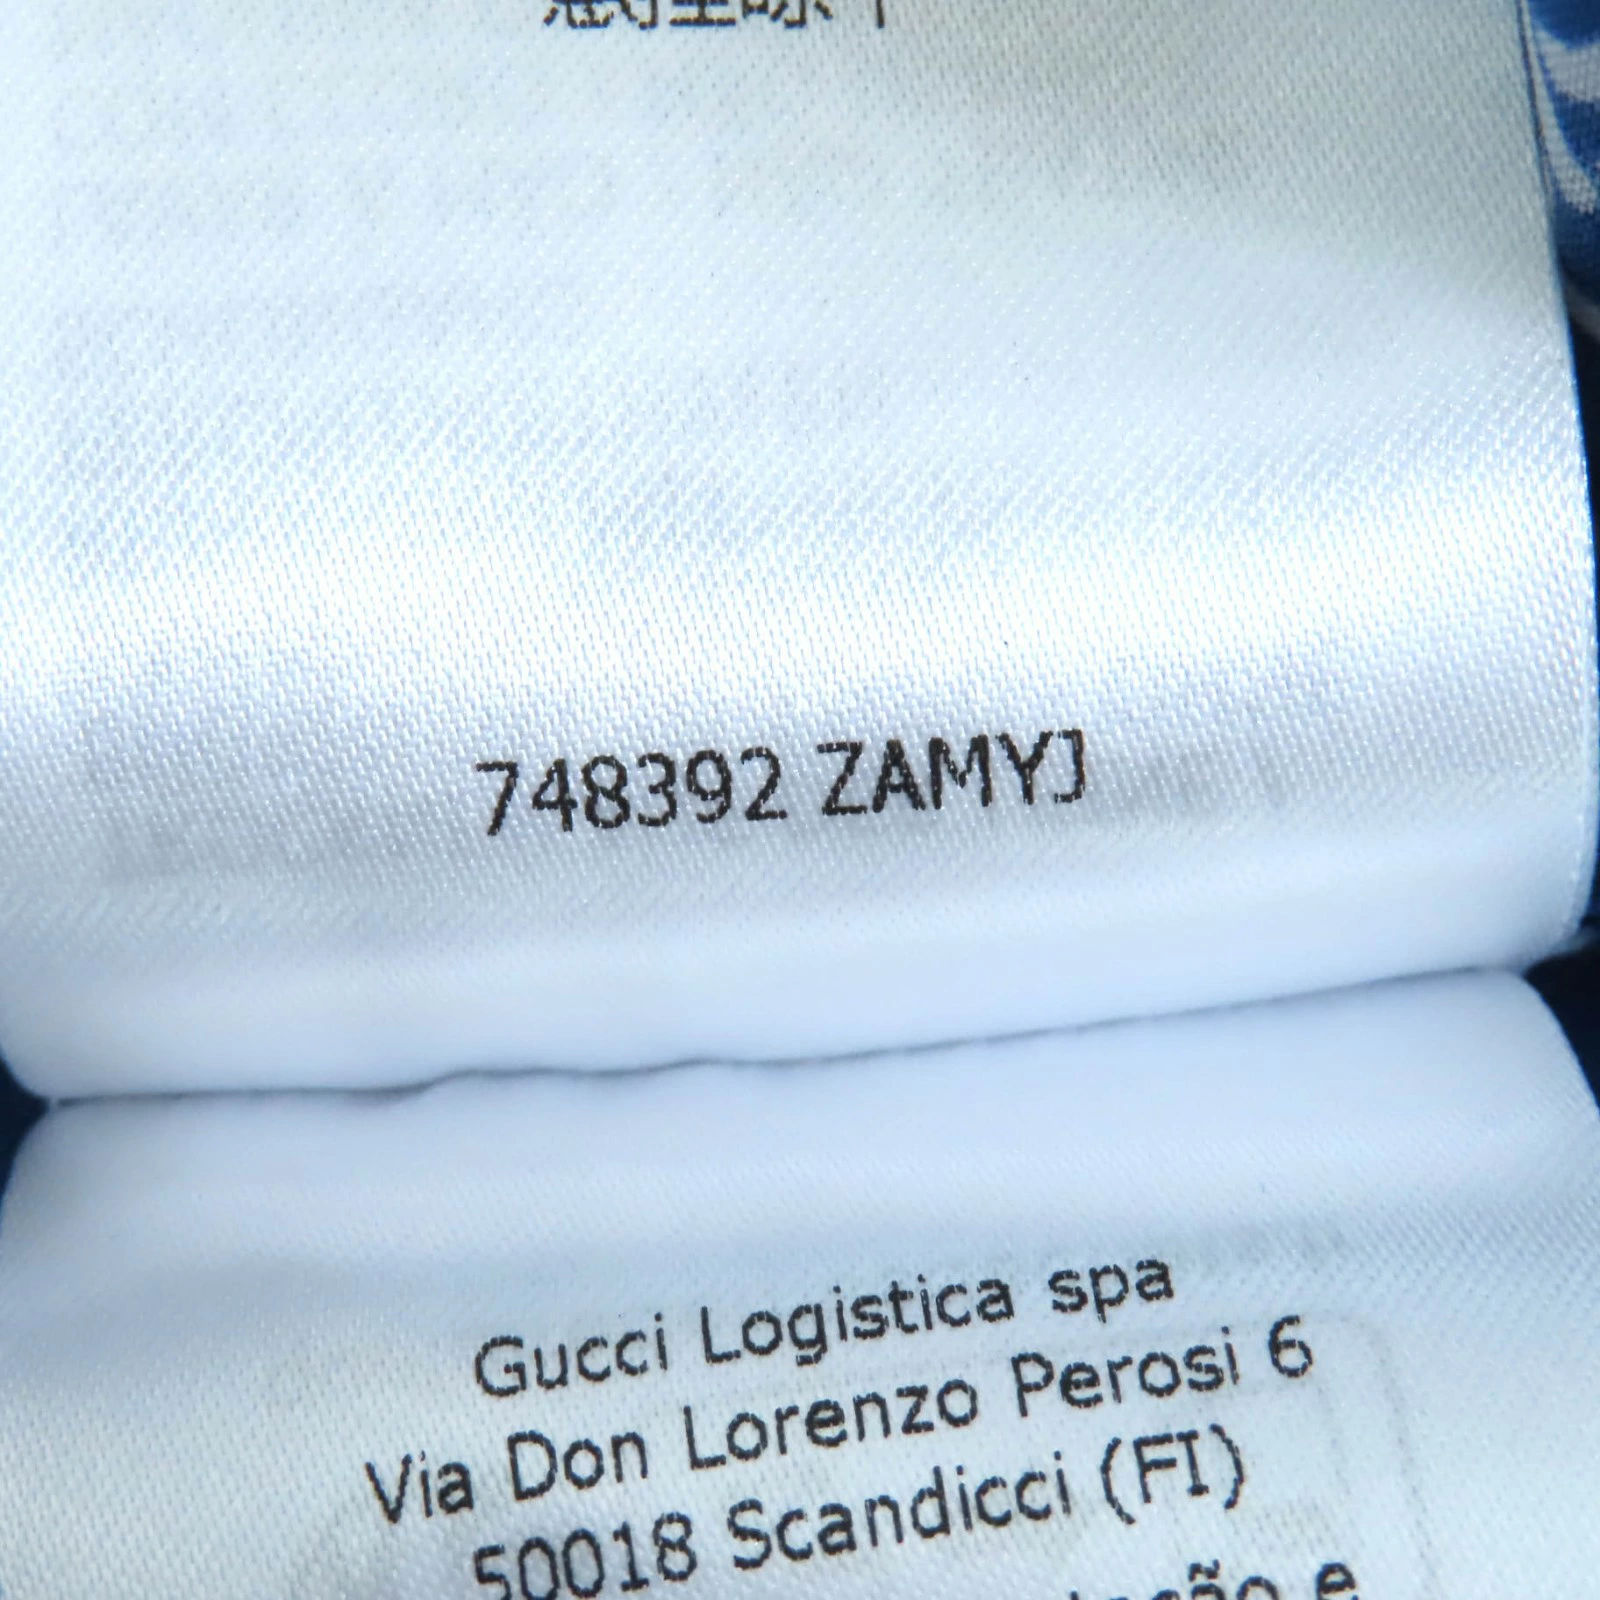 748392 ZAMYJ
Gucci Logistica spa
Via Don Lorenzo Perosi 6
50018 Scandicci (FI)
e